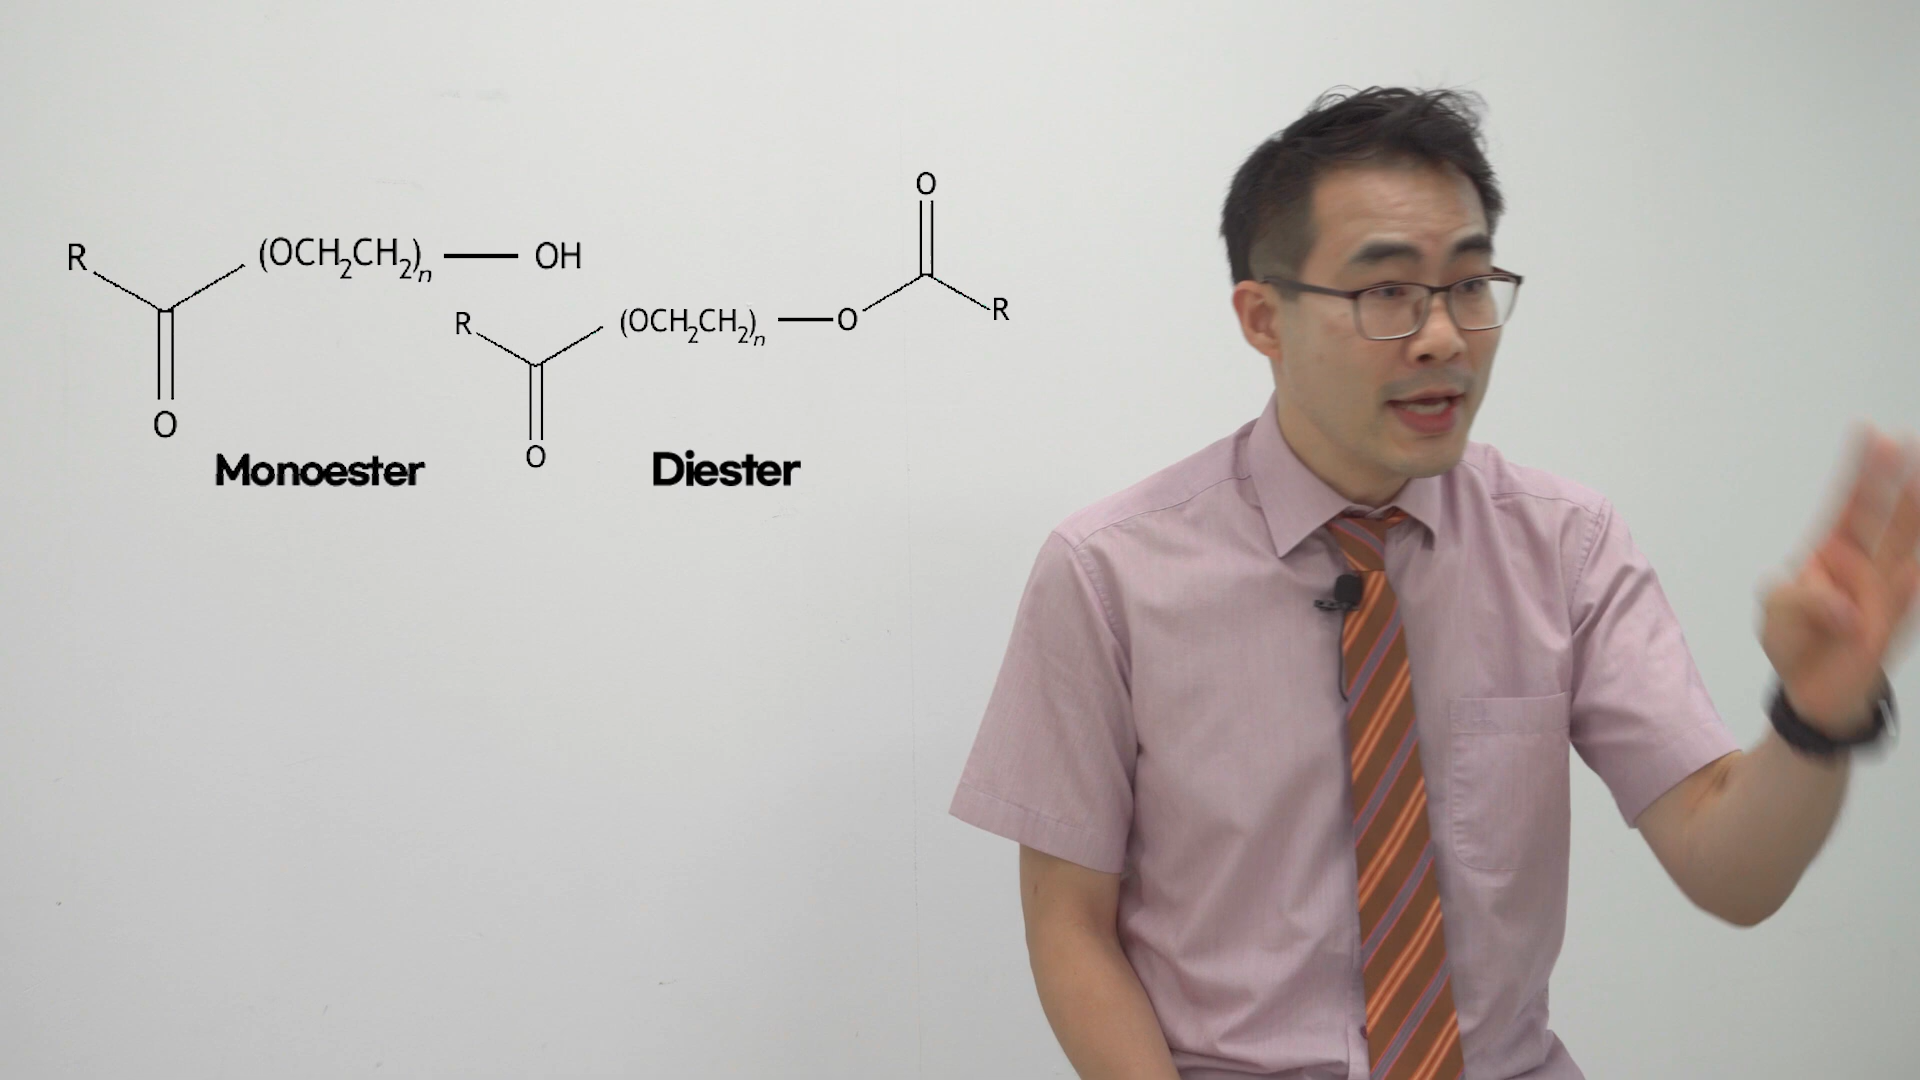 R (OCH₂CH₂)ₙ OH
O
Monoester
O
R (OCH₂CH₂)ₙ O R
O
Diester